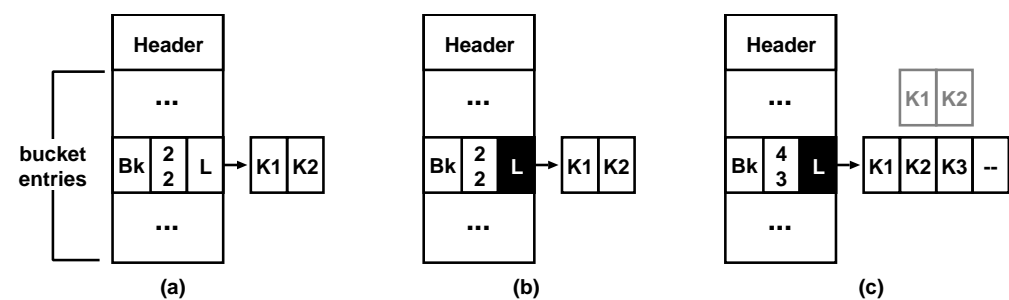 Header
...
bucket
entries
Bk 2 2 L K1 K2
...
(a)
Header
...
Bk 2 2 L K1 K2
...
(b)
Header
...
K1 K2
Bk 4 3 L K1 K2 K3 --
...
(c)